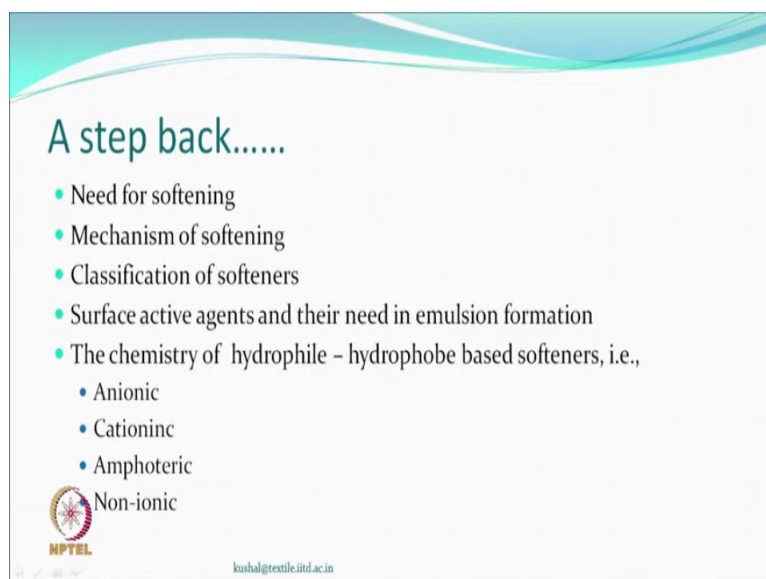 A step back......
Need for softening
Mechanism of softening
Classification of softeners
Surface active agents and their need in emulsion formation
The chemistry of hydrophile – hydrophobe based softeners, i.e.,
Anionic
Cationinc
Amphoteric
Non-ionic
NPTEL
kushal@textile.iitd.ac.in